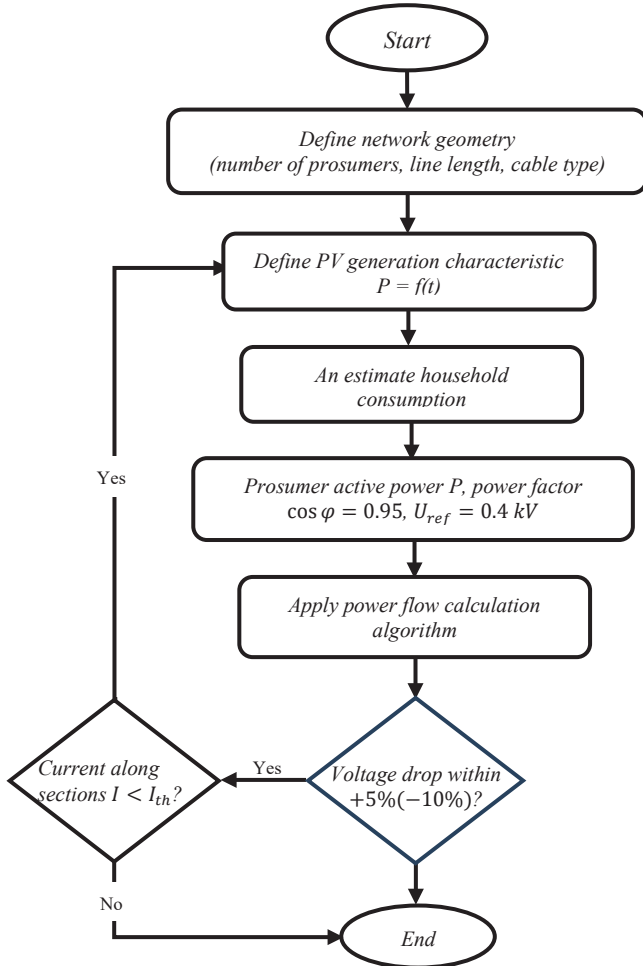 Start
Define network geometry
(number of prosumers, line length, cable type)
Define PV generation characteristic
P = f(t)
An estimate household
consumption
Prosumer active power P, power factor
cos φ = 0.95, U_ref = 0.4 kV
Apply power flow calculation
algorithm
Voltage drop within
+5%(−10%)?
Yes
Current along
sections I < I_th?
Yes
No
End